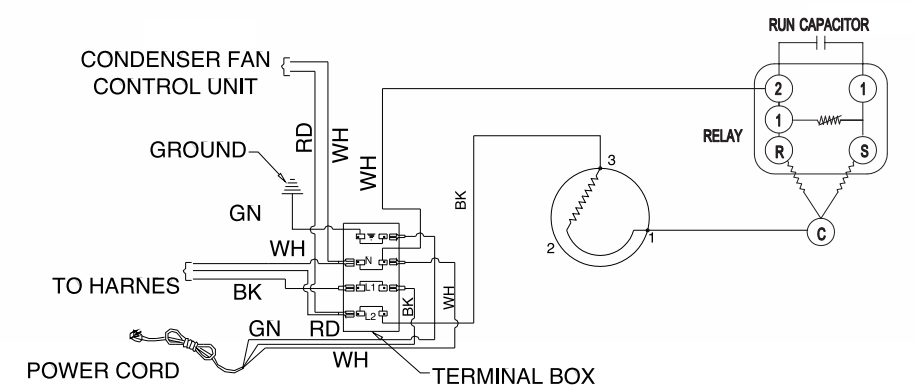 RUN CAPACITOR
CONDENSER FAN
CONTROL UNIT
2
1
1
RELAY
R
S
C
RD
WH
WH
BK
GROUND
GN
3
2
1
WH
N
TO HARNES
BK
L1
BK
WH
L2
GN
RD
WH
POWER CORD
TERMINAL BOX